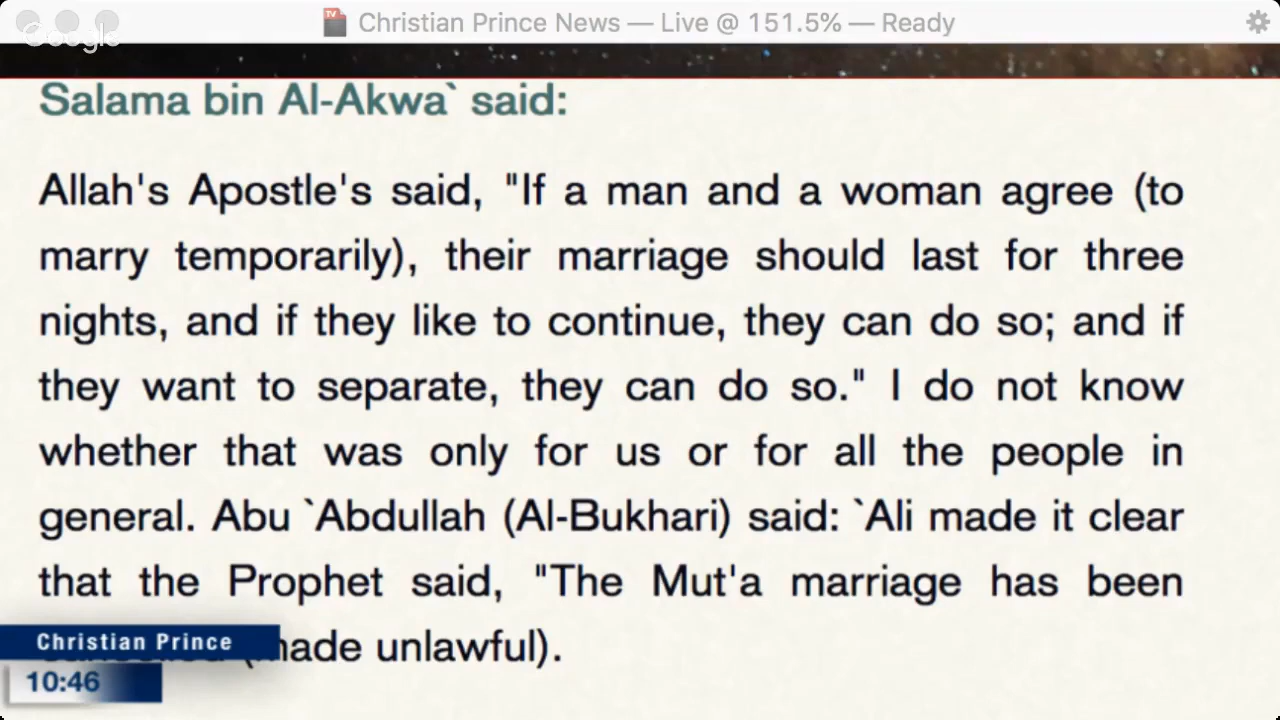 Christian Prince News — Live @ 151.5% — Ready
Google
Salama bin Al-Akwa` said:
Allah's Apostle's said, "If a man and a woman agree (to
marry temporarily), their marriage should last for three
nights, and if they like to continue, they can do so; and if
they want to separate, they can do so." I do not know
whether that was only for us or for all the people in
general. Abu `Abdullah (Al-Bukhari) said: `Ali made it clear
that the Prophet said, "The Mut'a marriage has been
(made unlawful).
Christian Prince
10:46